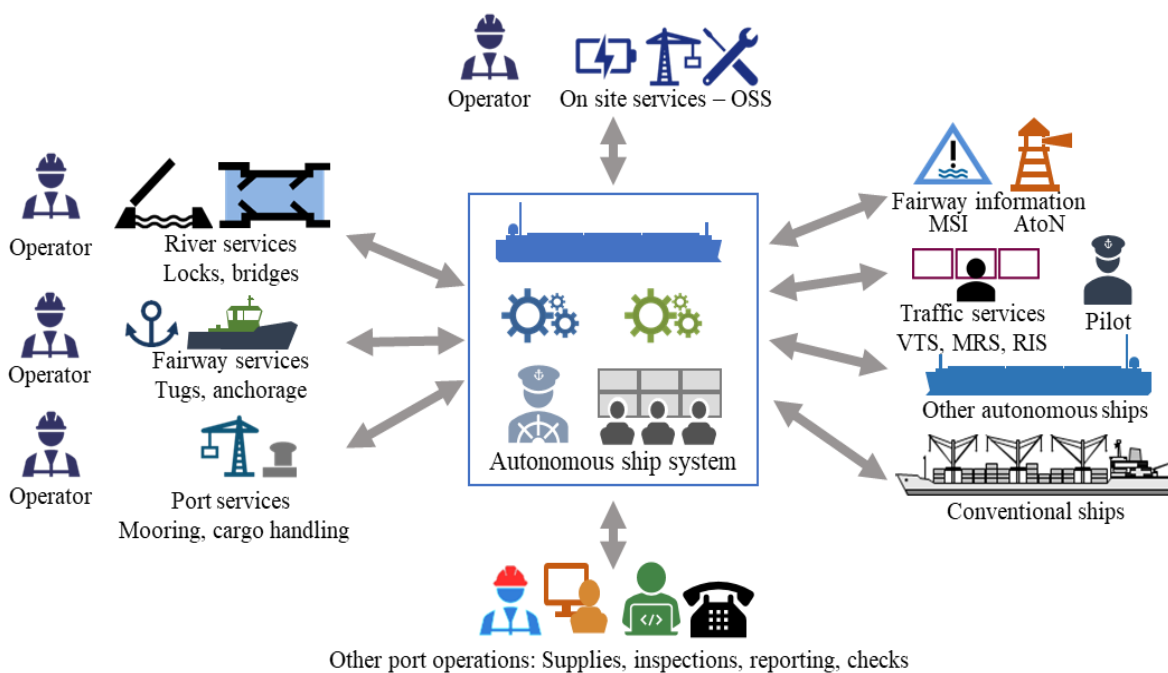 Operator
On site services – OSS
Operator
River services
Locks, bridges
Operator
Fairway services
Tugs, anchorage
Operator
Port services
Mooring, cargo handling
Autonomous ship system
Fairway information
MSI
AtoN
Traffic services
VTS, MRS, RIS
Pilot
Other autonomous ships
Conventional ships
Other port operations: Supplies, inspections, reporting, checks